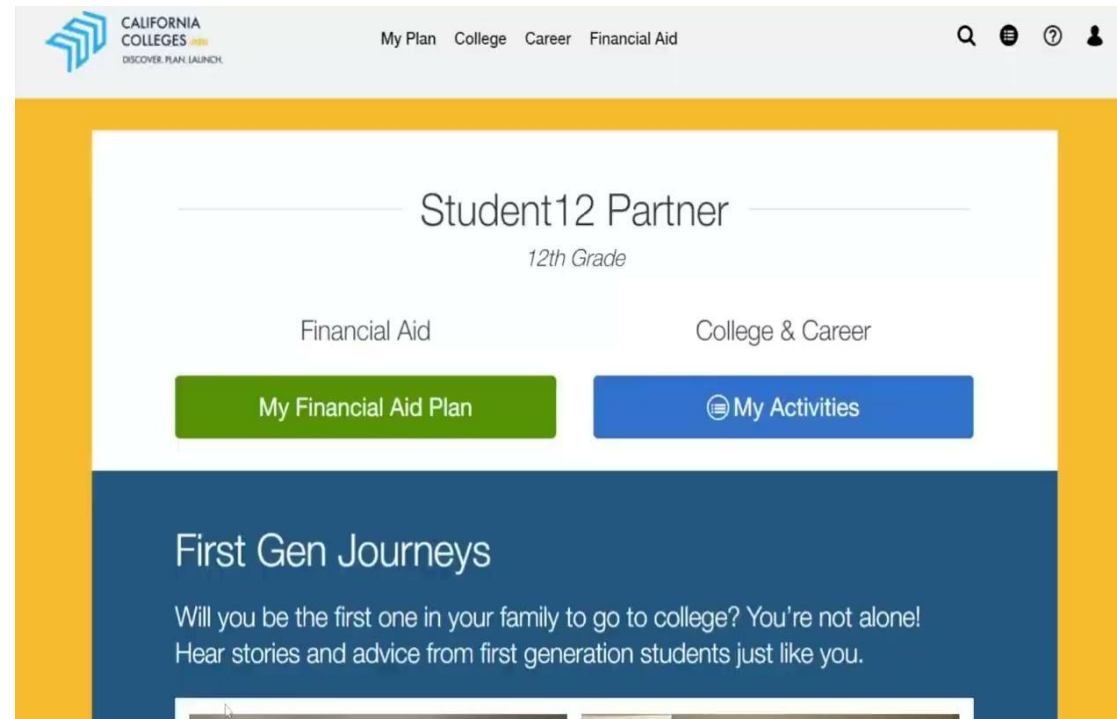 CALIFORNIA
COLLEGES .edu
DISCOVER. PLAN. LAUNCH.
My Plan College Career Financial Aid
Student12 Partner
12th Grade
Financial Aid College & Career
My Financial Aid Plan My Activities
First Gen Journeys
Will you be the first one in your family to go to college? You're not alone!
Hear stories and advice from first generation students just like you.